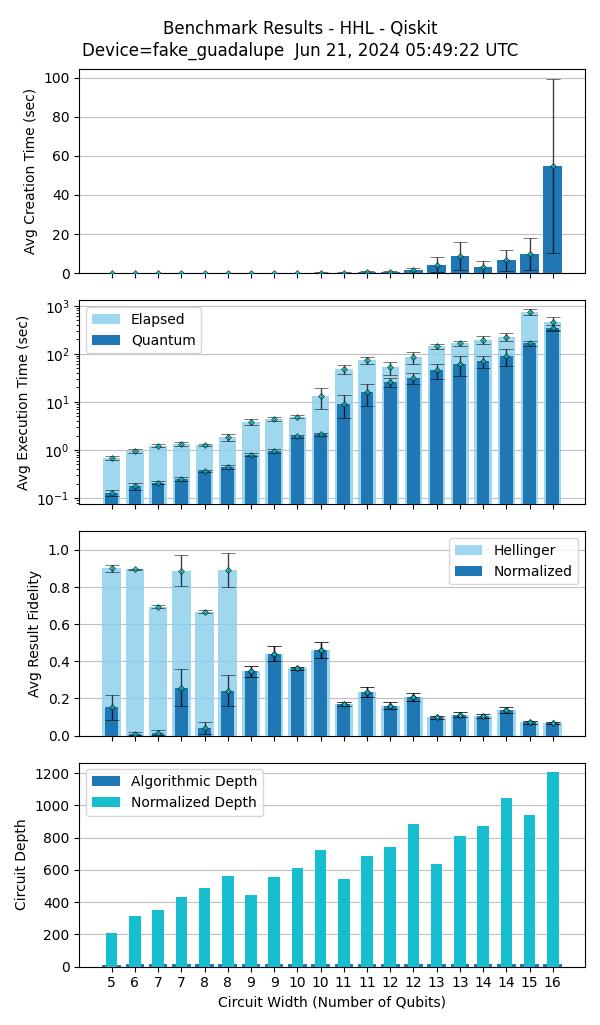 Benchmark Results - HHL - Qiskit
Device=fake_guadalupe Jun 21, 2024 05:49:22 UTC
Avg Creation Time (sec)
100
80
60
40
20
0
Avg Execution Time (sec)
10³
10²
10¹
10⁰
10⁻¹
Elapsed
Quantum
Avg Result Fidelity
1.0
0.8
0.6
0.4
0.2
0.0
Hellinger
Normalized
Circuit Depth
1200
1000
800
600
400
200
0
Algorithmic Depth
Normalized Depth
5 6 7 7 8 8 9 9 10 10 11 11 12 12 13 13 14 14 15 16
Circuit Width (Number of Qubits)